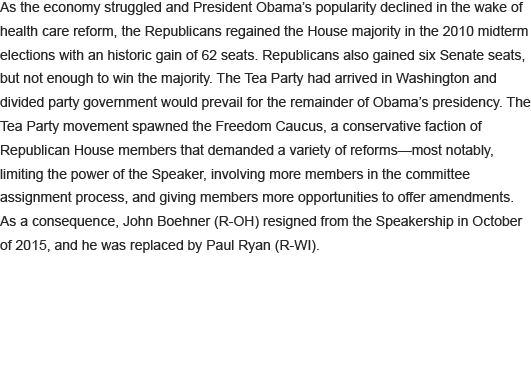 As the economy struggled and President Obama’s popularity declined in the wake of
health care reform, the Republicans regained the House majority in the 2010 midterm
elections with an historic gain of 62 seats. Republicans also gained six Senate seats,
but not enough to win the majority. The Tea Party had arrived in Washington and
divided party government would prevail for the remainder of Obama’s presidency. The
Tea Party movement spawned the Freedom Caucus, a conservative faction of
Republican House members that demanded a variety of reforms—most notably,
limiting the power of the Speaker, involving more members in the committee
assignment process, and giving members more opportunities to offer amendments.
As a consequence, John Boehner (R-OH) resigned from the Speakership in October
of 2015, and he was replaced by Paul Ryan (R-WI).